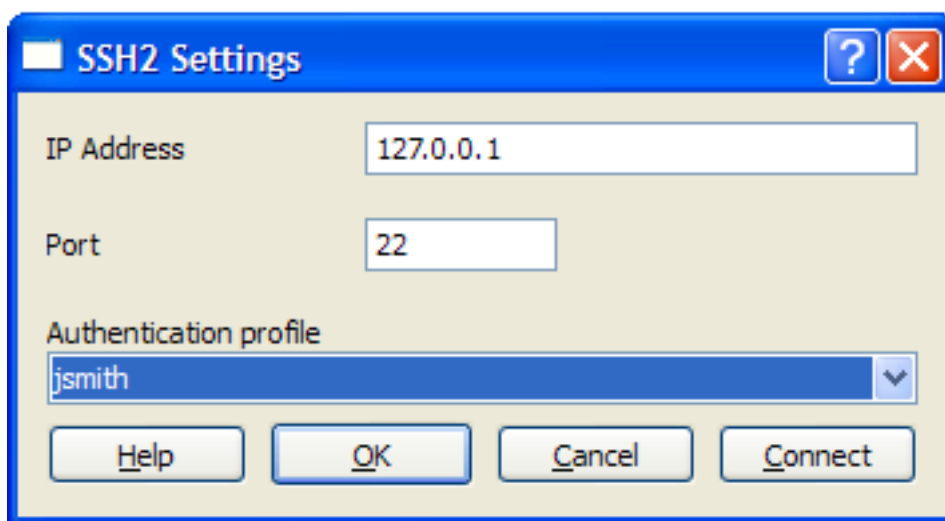 SSH2 Settings
IP Address 127.0.0.1
Port 22
Authentication profile
jsmith
Help OK Cancel Connect